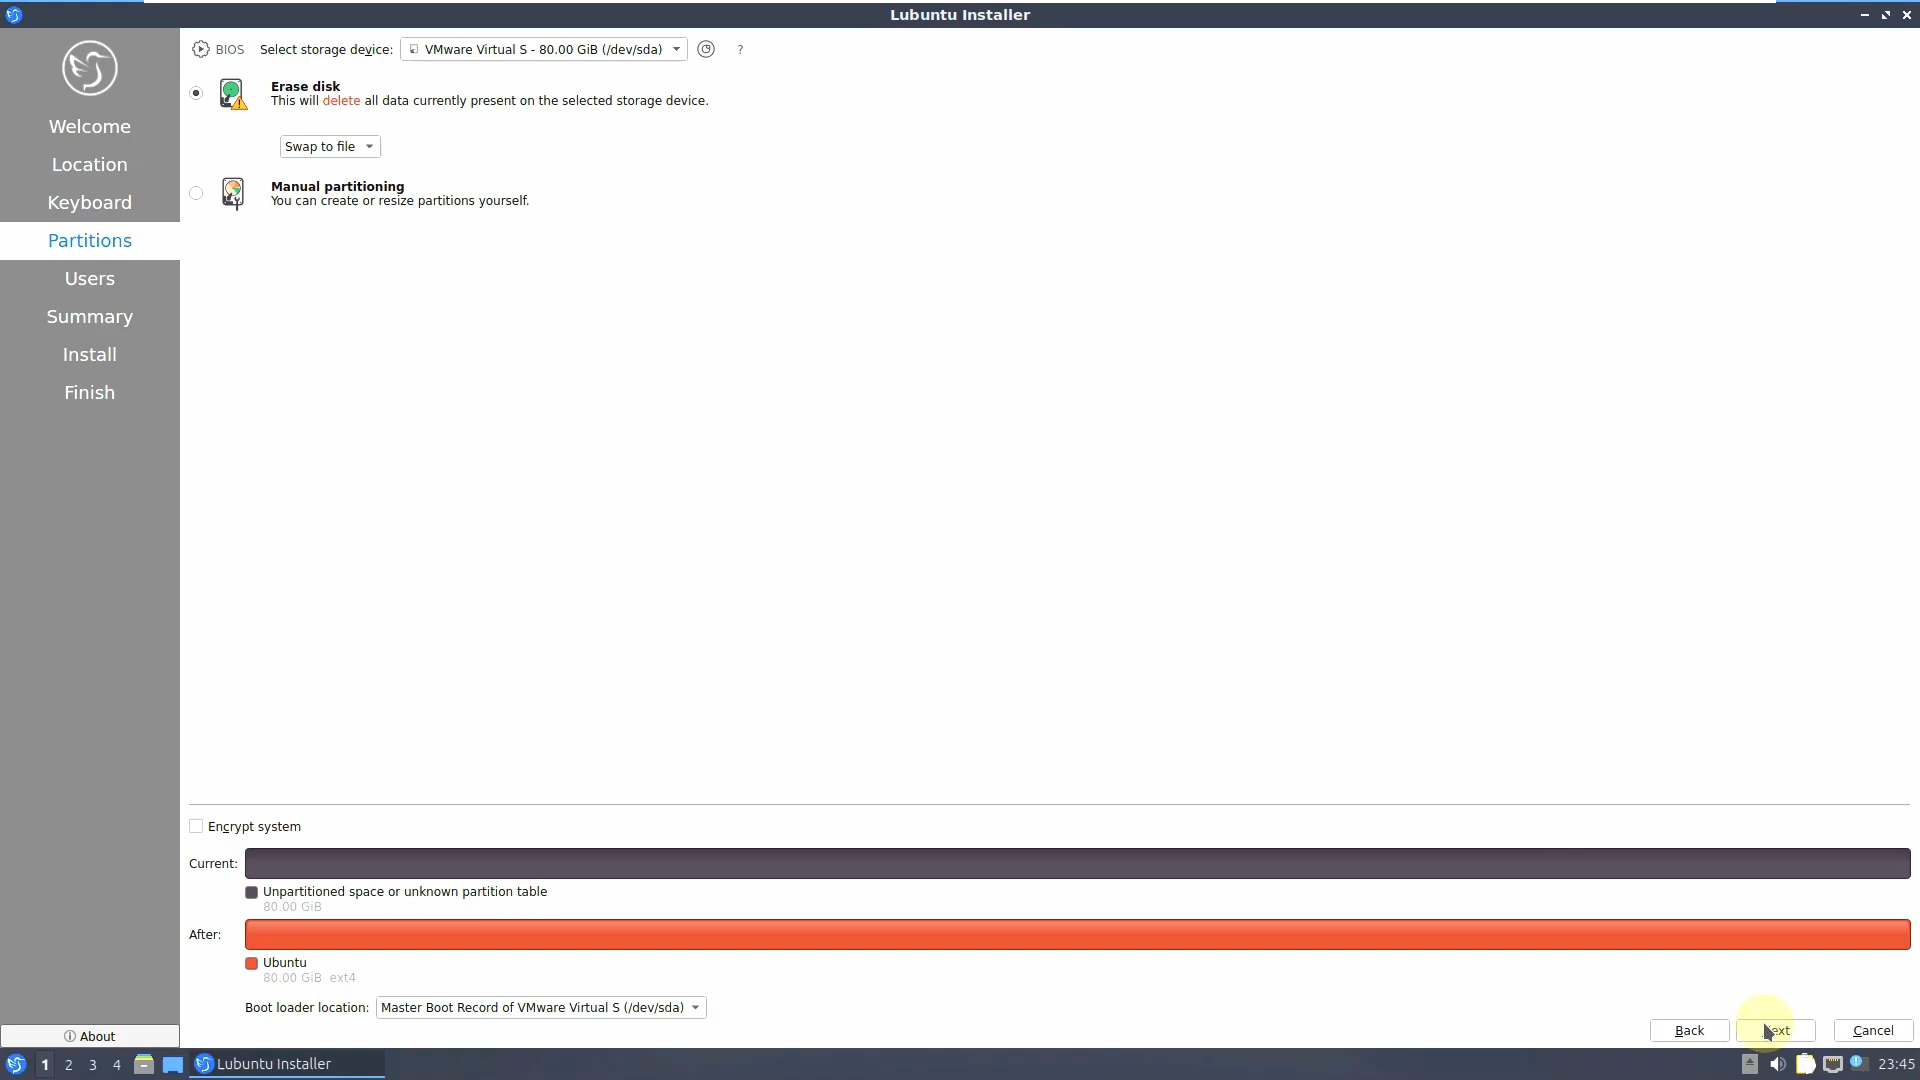 Lubuntu Installer
BIOS Select storage device: VMware Virtual S - 80.00 GiB (/dev/sda) ?
Erase disk
This will delete all data currently present on the selected storage device.
Swap to file
Manual partitioning
You can create or resize partitions yourself.
Welcome
Location
Keyboard
Partitions
Users
Summary
Install
Finish
Encrypt system
Current:
Unpartitioned space or unknown partition table
80.00 GiB
After:
Ubuntu
80.00 GiB ext4
Boot loader location: Master Boot Record of VMware Virtual S (/dev/sda)
About
Back
Cancel
1 2 3 4 Lubuntu Installer 23:45